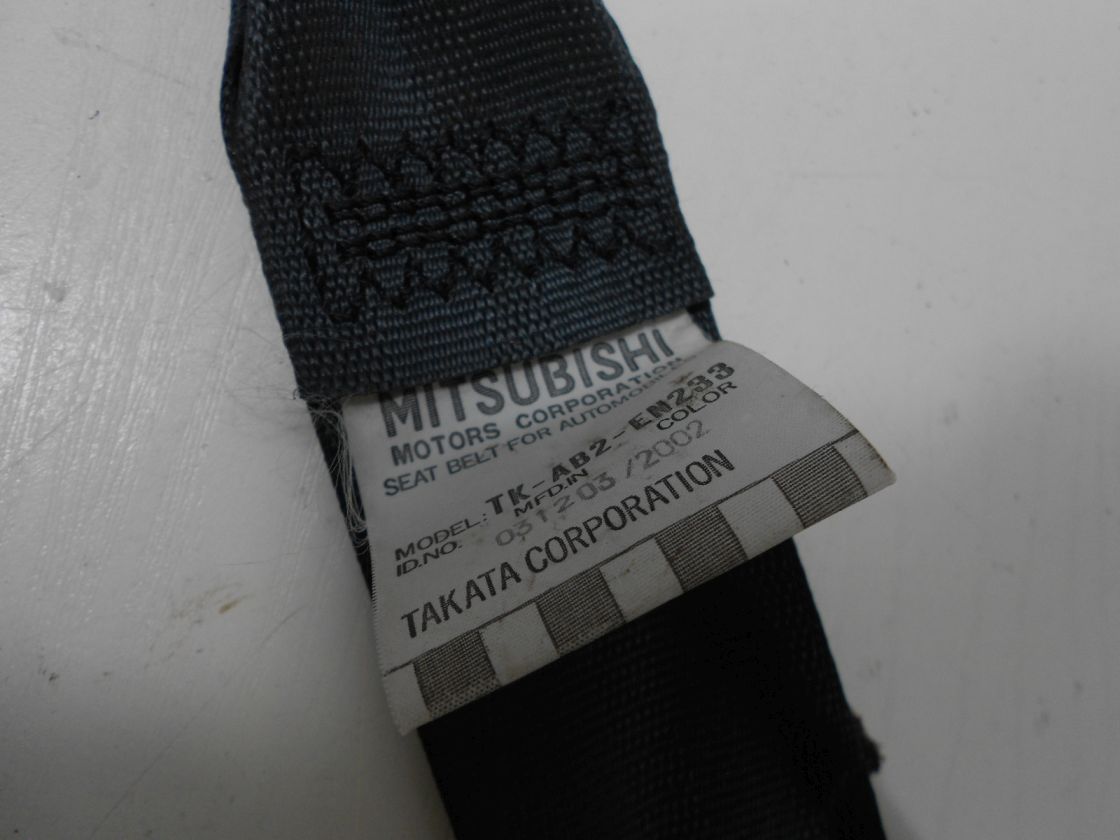 MITSUBISHI
MOTORS CORPORATION
SEAT BELT FOR AUTOMOBILE
MODEL: TK-AB2-EN233
ID.NO. MFD.IN COLOR
03T203/2002
TAKATA CORPORATION